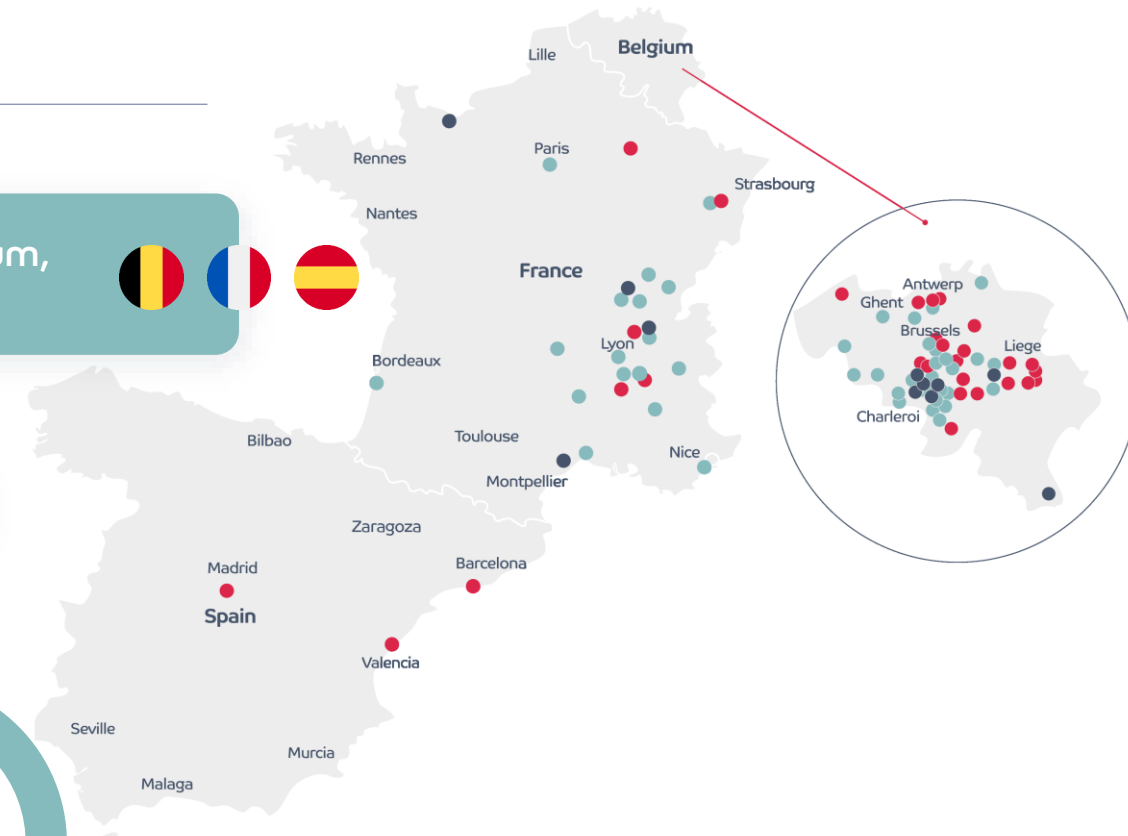 Lille
Belgium
Paris
Rennes
Strasbourg
Nantes
um,
France
Antwerp
Ghent
Brussels
Lyon
Liege
Bordeaux
Charleroi
Bilbao
Toulouse
Nice
Montpellier
Zaragoza
Barcelona
Madrid
Spain
Valencia
Seville
Murcia
Malaga